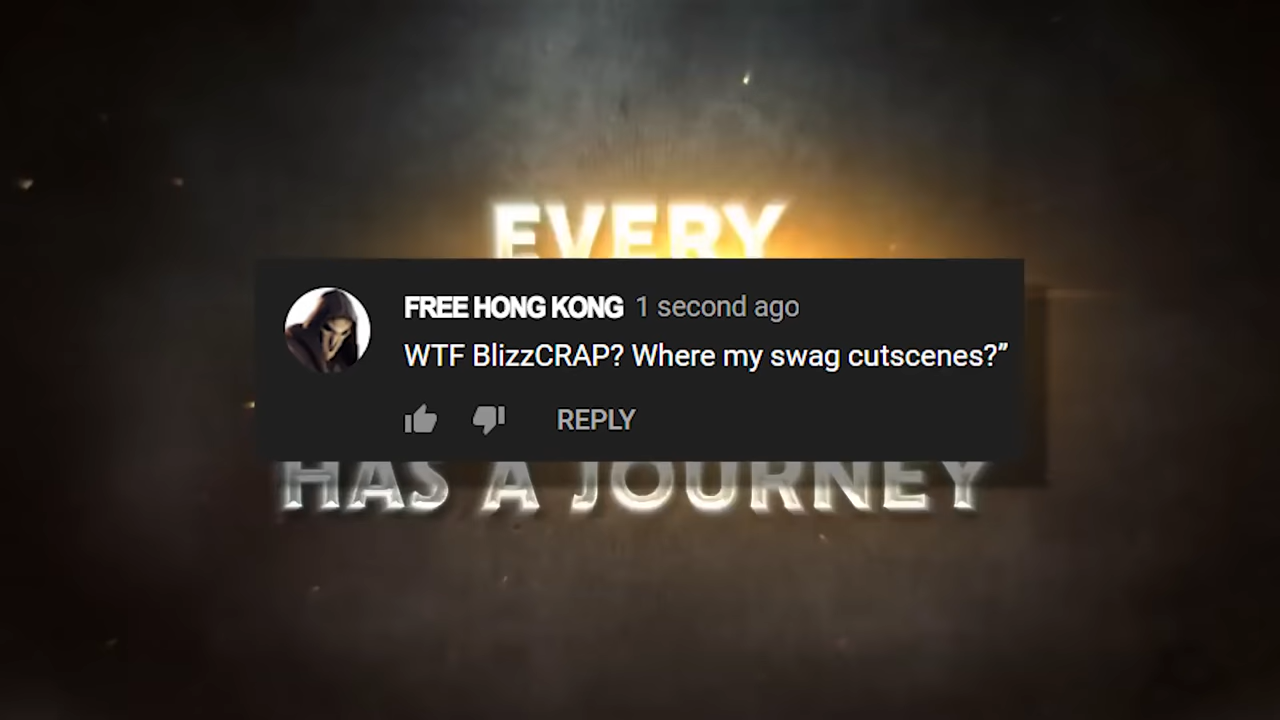 EVERY
FREE HONG KONG 1 second ago
WTF BlizzCRAP? Where my swag cutscenes?”
REPLY
HAS A JOURNEY